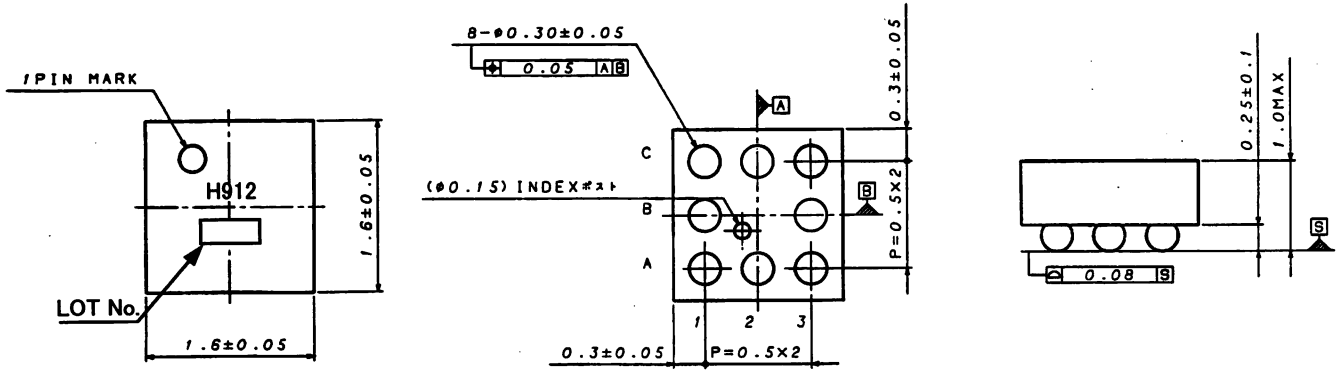 1PIN MARK
H912
LOT No.
1.6±0.05
1.6±0.05
8-φ0.30±0.05
⌖ 0.05 A B
A
(φ0.15) INDEXポスト
B
C
B
A
1 2 3
0.3±0.05
P=0.5×2
0.3±0.05
P=0.5×2
0.25±0.1
1.0MAX
S
⌓ 0.08 S